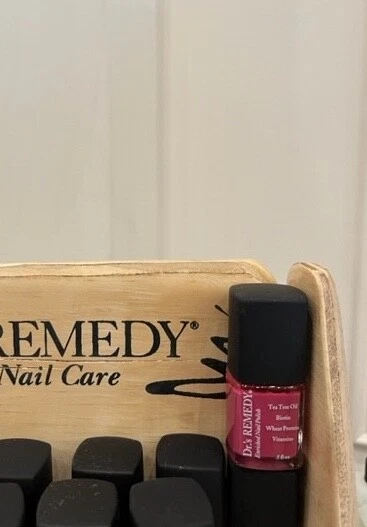 REMEDY®
Nail Care
Dr.'s REMEDY
Enriched Nail Polish
Tea Tree Oil
Biotin
Wheat Protein
Vitamins